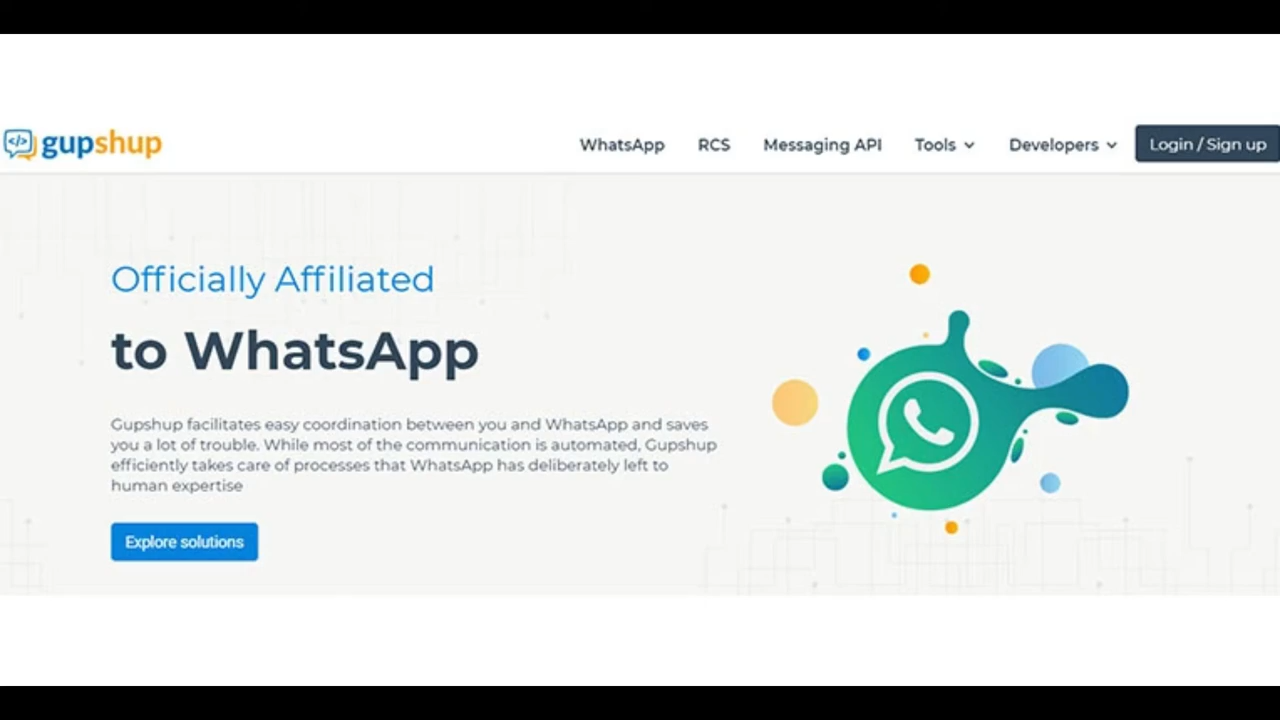 gupshup
WhatsApp RCS Messaging API Tools Developers Login / Sign up
Officially Affiliated
to WhatsApp
Gupshup facilitates easy coordination between you and WhatsApp and saves
you a lot of trouble. While most of the communication is automated, Gupshup
efficiently takes care of processes that WhatsApp has deliberately left to
human expertise
Explore solutions